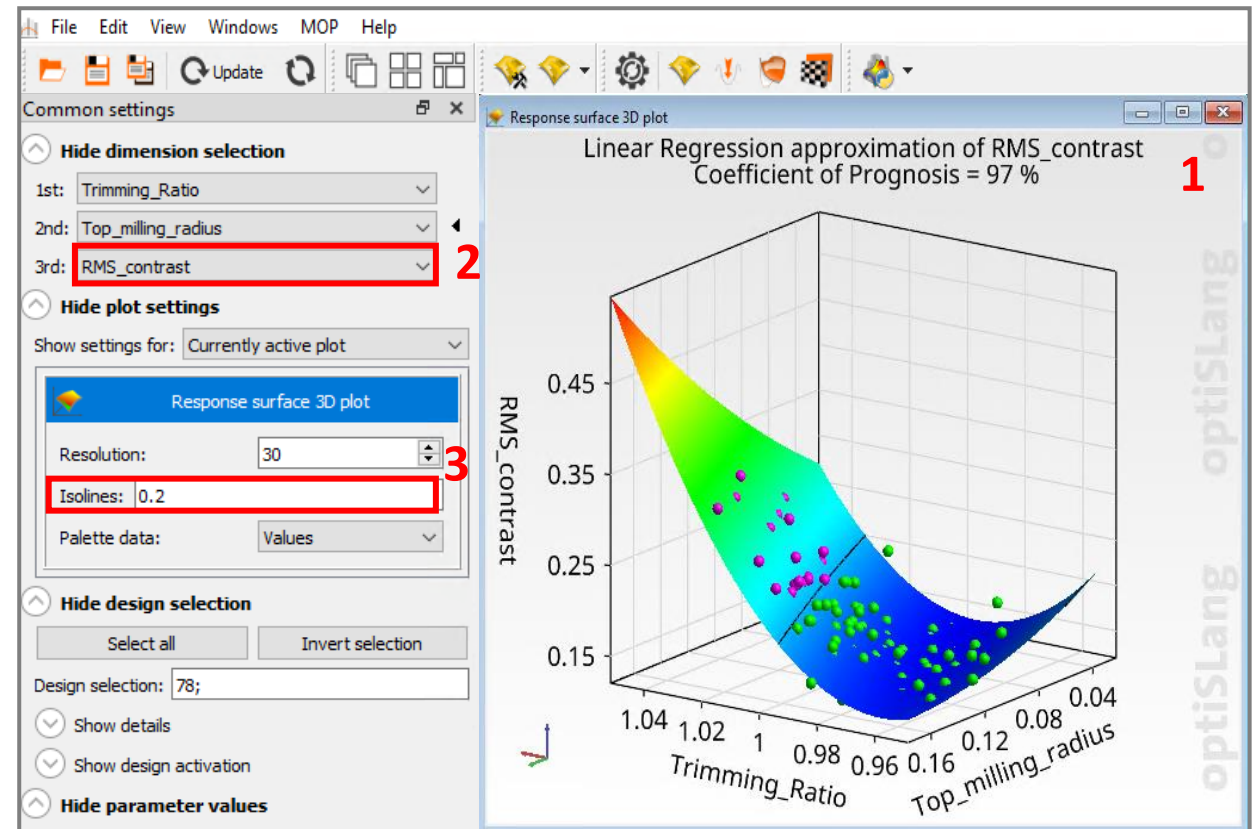 File Edit View Windows MOP Help
Update
Common settings
Hide dimension selection
1st: Trimming_Ratio
2nd: Top_milling_radius
3rd: RMS_contrast
2
Hide plot settings
Show settings for: Currently active plot
Response surface 3D plot
Resolution: 30
3
Isolines: 0.2
Palette data: Values
Hide design selection
Select all Invert selection
Design selection: 78;
Show details
Show design activation
Hide parameter values
Response surface 3D plot
Linear Regression approximation of RMS_contrast
Coefficient of Prognosis = 97 %
1
RMS_contrast
0.45
0.35
0.25
0.15
1.04 1.02 1 0.98 0.96
Trimming_Ratio
0.16 0.12 0.08 0.04
Top_milling_radius
optiSLang
optiSLang
o